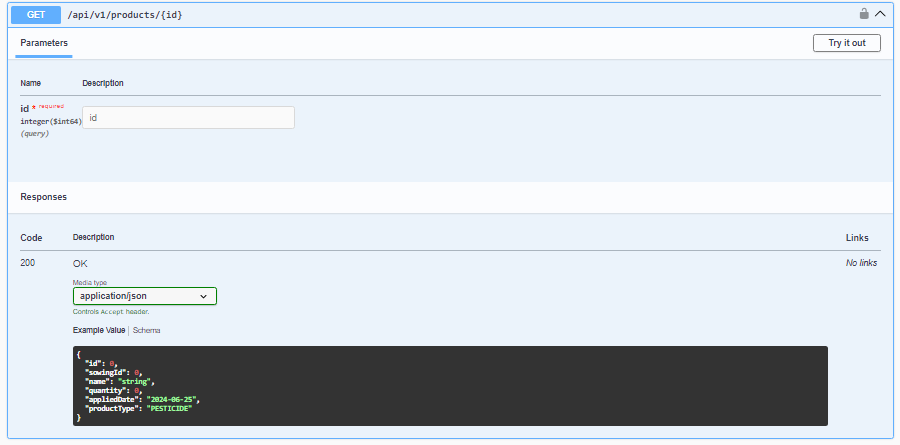 GET /api/v1/products/{id}
Parameters
Try it out
Name Description
id * required
integer($int64)
(query)
id
Responses
Code Description Links
200 OK No links
Media type
application/json
Controls Accept header.
Example Value | Schema
{
"id": 0,
"sowingId": 0,
"name": "string",
"quantity": 0,
"appliedDate": "2024-06-25",
"productType": "PESTICIDE"
}